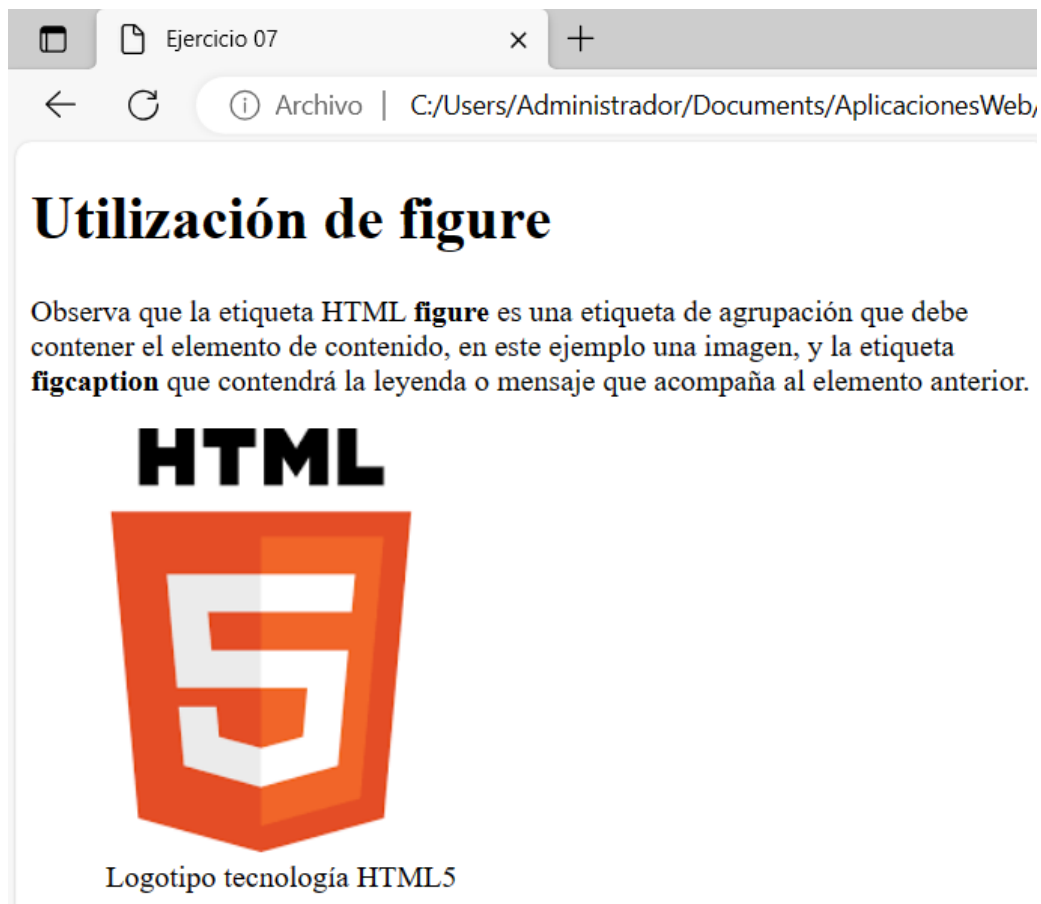 Ejercicio 07
Archivo | C:/Users/Administrador/Documents/AplicacionesWeb/
Utilización de figure
Observa que la etiqueta HTML figure es una etiqueta de agrupación que debe
contener el elemento de contenido, en este ejemplo una imagen, y la etiqueta
figcaption que contendrá la leyenda o mensaje que acompaña al elemento anterior.
HTML
5
Logotipo tecnología HTML5